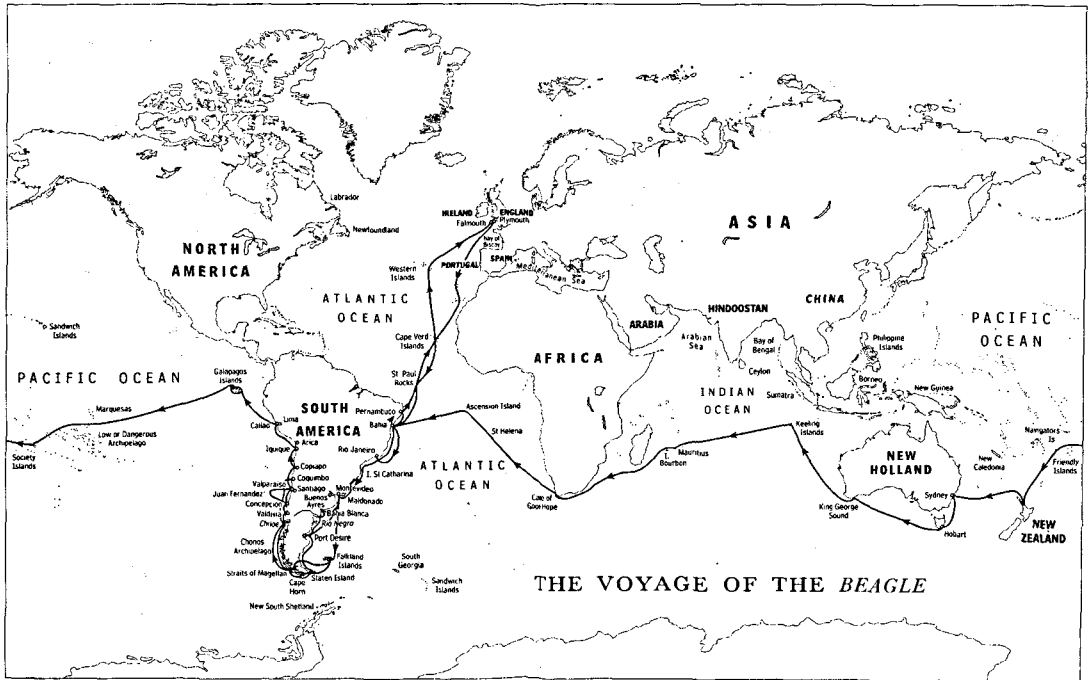 Labrador
Newfoundland
NORTH
AMERICA
IRELAND
ENGLAND
Falmouth
Plymouth
Bay of
Biscay
PORTUGAL
SPAIN
Mediterranean Sea
Western
Islands
ATLANTIC
OCEAN
Cape Verd
Islands
ASIA
CHINA
HINDOOSTAN
ARABIA
Arabian
Sea
Bay of
Bengal
Ceylon
Philippine
Islands
PACIFIC
OCEAN
Sandwich
Islands
PACIFIC OCEAN
Galapagos
Islands
Marquesas
Low or Dangerous
Archipelago
Society
Islands
St Paul
Rocks
AFRICA
INDIAN
OCEAN
Sumatra
Borneo
New Guinea
SOUTH
AMERICA
Pernambuco
Bahia
Lima
Callao
Arica
Iquique
Rio Janeiro
Copiapo
Coquimbo
I. St Catharina
Valparaiso
Santiago
Juan Fernandez
Montevideo
Buenos
Ayres
Maldonado
Concepcion
Bahia Blanca
Valdivia
Rio Negro
Chiloe
Port Desire
Chonos
Archipelago
Falkland
Islands
Straits of Magellan
Staten Island
Cape
Horn
New South Shetland
South
Georgia
Sandwich
Islands
Ascension Island
St Helena
ATLANTIC
OCEAN
Cape of
Good Hope
Mauritius
I.
Bourbon
Keeling
Islands
NEW
HOLLAND
New
Caledonia
Navigators
Is
Friendly
Islands
King George
Sound
Sydney
Hobart
NEW
ZEALAND
THE VOYAGE OF THE BEAGLE